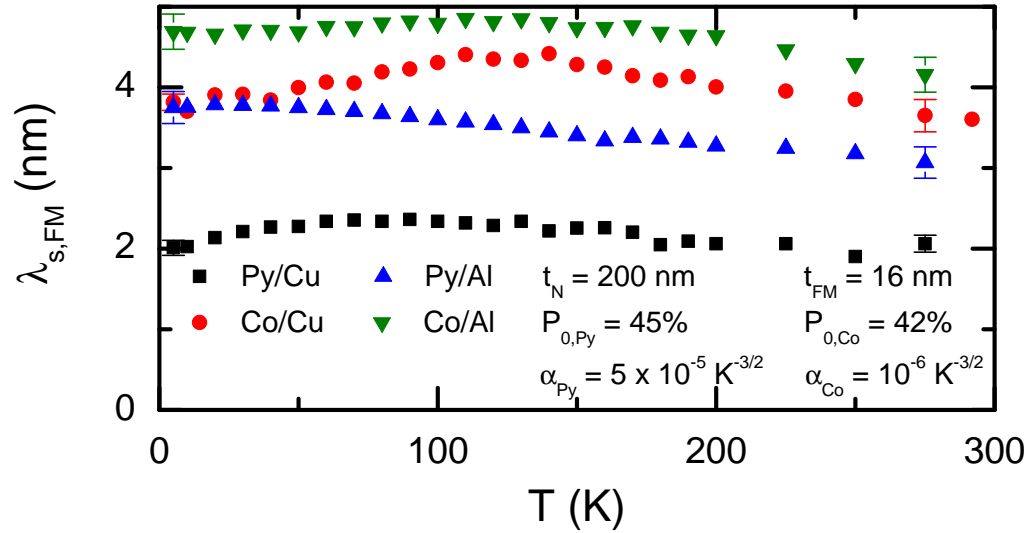 4
2
0
λs,FM (nm)
Py/Cu
Py/Al
tN = 200 nm
tFM = 16 nm
Co/Cu
Co/Al
P0,Py = 45%
P0,Co = 42%
αPy = 5 x 10^-5 K^-3/2
αCo = 10^-6 K^-3/2
0
100
200
300
T (K)